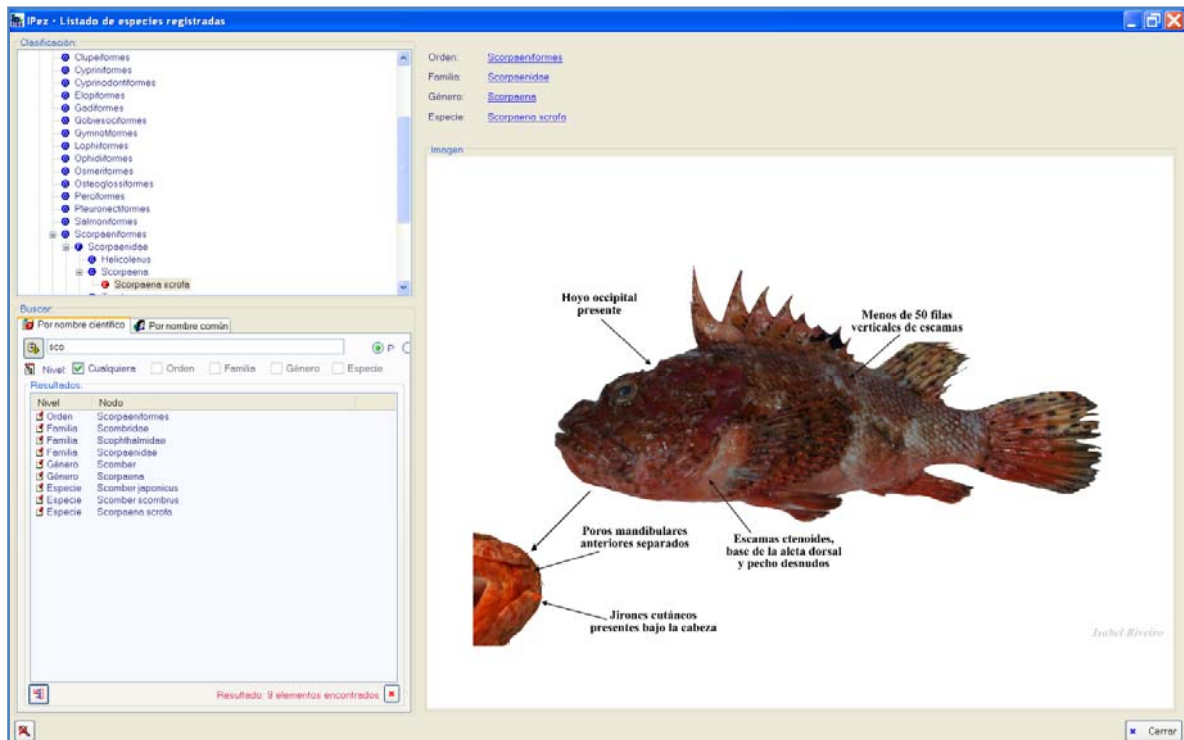 IPez - Listado de especies registradas
Clasificación:
Clupeiformes
Cypriniformes
Cyprinodontiformes
Elopiformes
Gadiformes
Gobiesociformes
Gymnotiformes
Lophiiformes
Ophidiiformes
Osmeriformes
Osteoglossiformes
Perciformes
Pleuronectiformes
Salmoniformes
Scorpaeniformes
Scorpaenidae
Helicolenus
Scorpaena
Scorpaena scrofa
Buscar:
Por nombre científico Por nombre común
sco
P
Nivel: Cualquiera Orden Familia Género Especie
Resultados:
Nivel Nodo
Orden Scorpaeniformes
Familia Scombridae
Familia Scophthalmidae
Familia Scorpaenidae
Género Scomber
Género Scorpaena
Especie Scomber japonicus
Especie Scomber scombrus
Especie Scorpaena scrofa
Resultado: 9 elementos encontrados
Orden: Scorpaeniformes
Familia: Scorpaenidae
Género: Scorpaena
Especie: Scorpaena scrofa
Imagen
Hoyo occipital
presente
Menos de 50 filas
verticales de escamas
Poros mandibulares
anteriores separados
Escamas ctenoides,
base de la aleta dorsal
y pecho desnudos
Jirones cutáneos
presentes bajo la cabeza
Isabel Riveiro
Cerrar